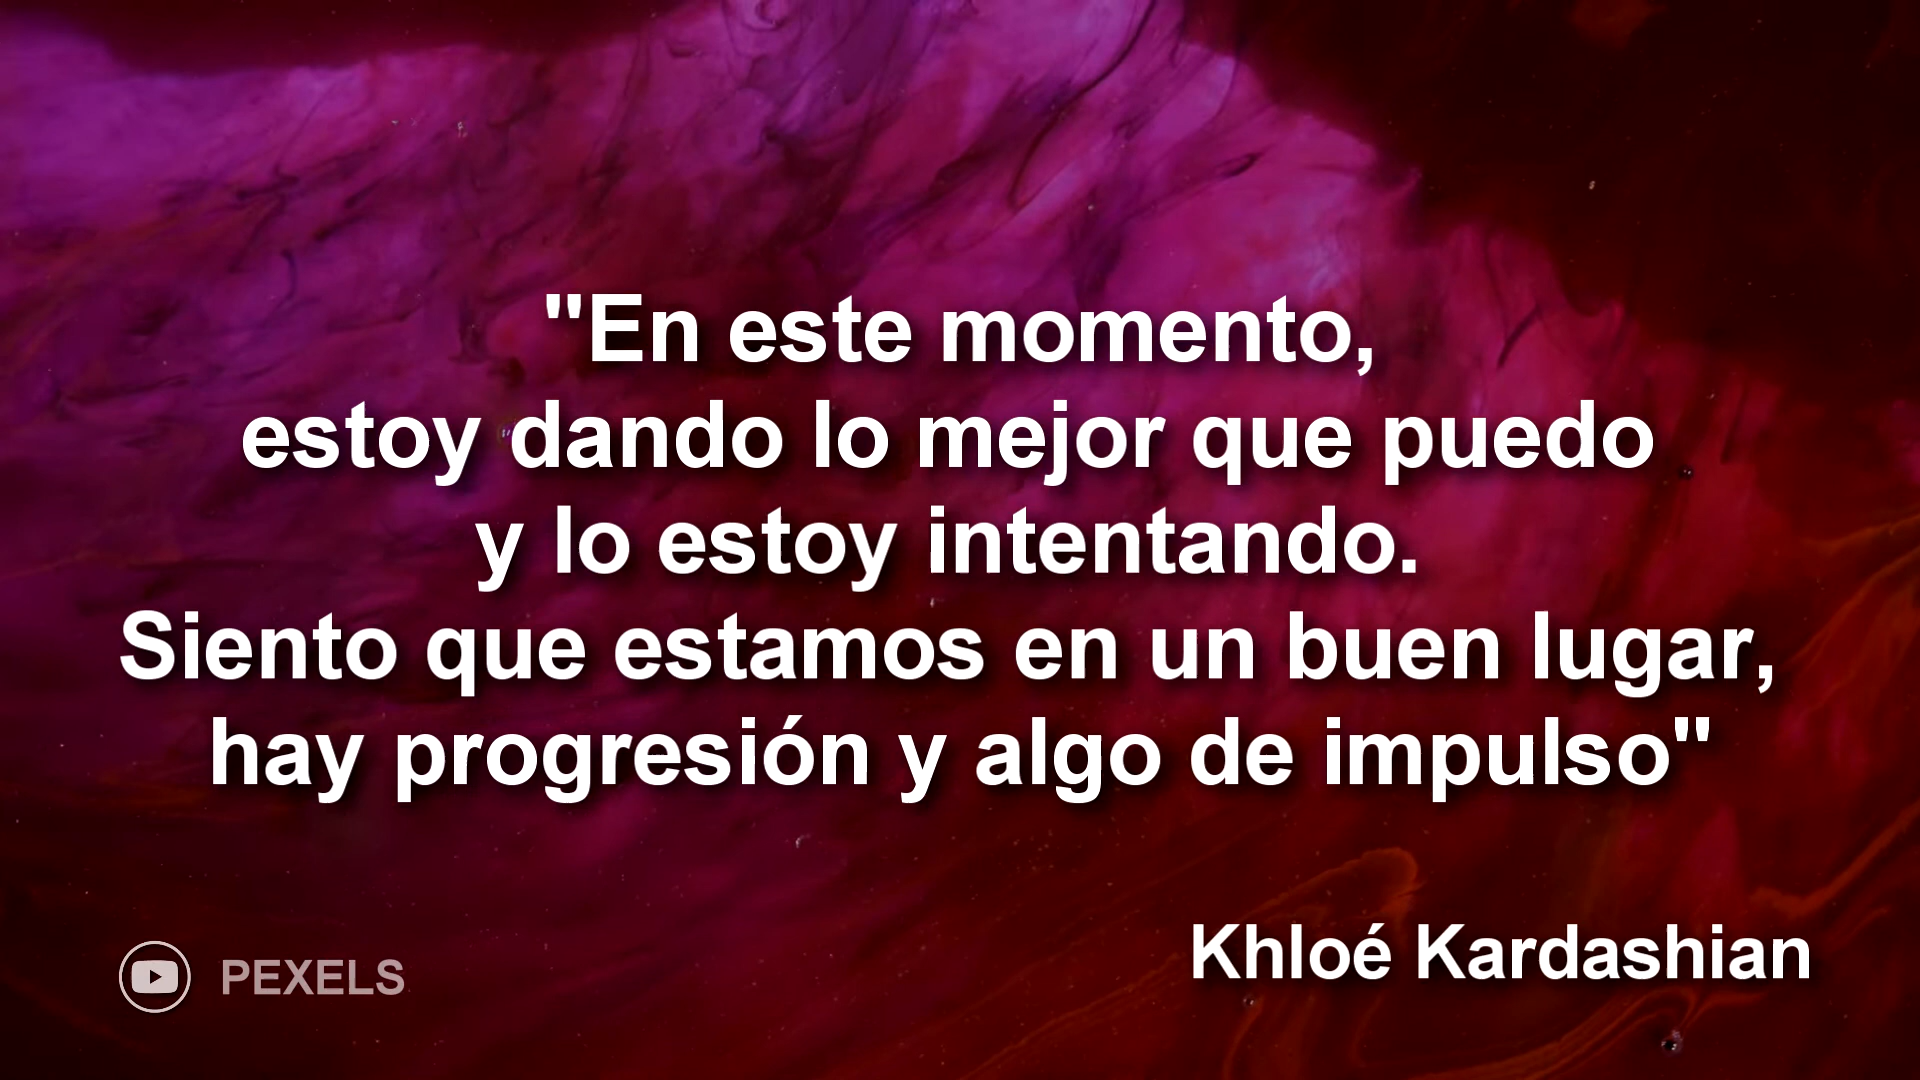 "En este momento,
estoy dando lo mejor que puedo
y lo estoy intentando.
Siento que estamos en un buen lugar,
hay progresión y algo de impulso"
Khloé Kardashian
PEXELS